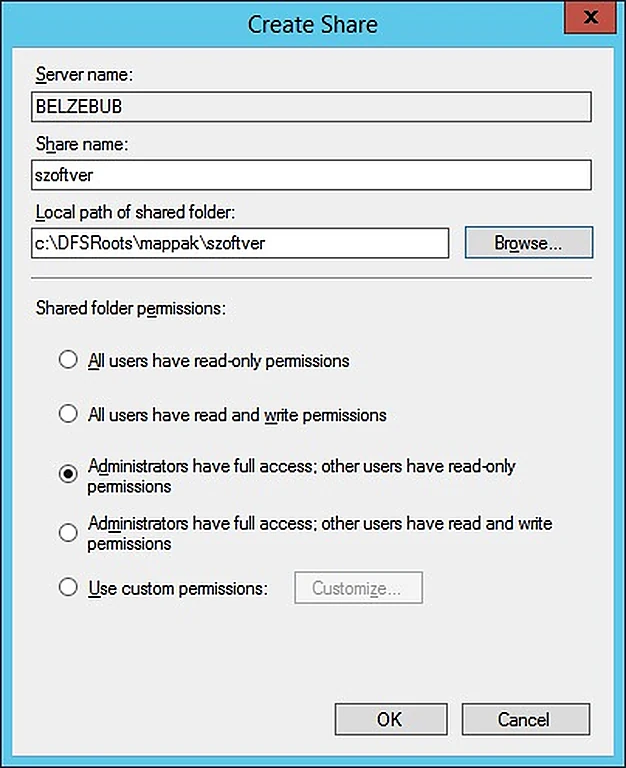 Create Share
x
Server name:
BELZEBUB
Share name:
szoftver
Local path of shared folder:
c:\DFSRoots\mappak\szoftver
Browse...
Shared folder permissions:
All users have read-only permissions
All users have read and write permissions
Administrators have full access; other users have read-only
permissions
Administrators have full access; other users have read and write
permissions
Use custom permissions:
Customize...
OK
Cancel